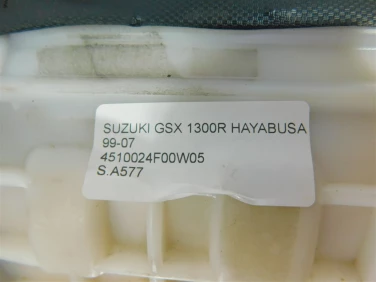 SUZUKI GSX 1300R HAYABUSA
99-07
4510024F00W05
S.A577